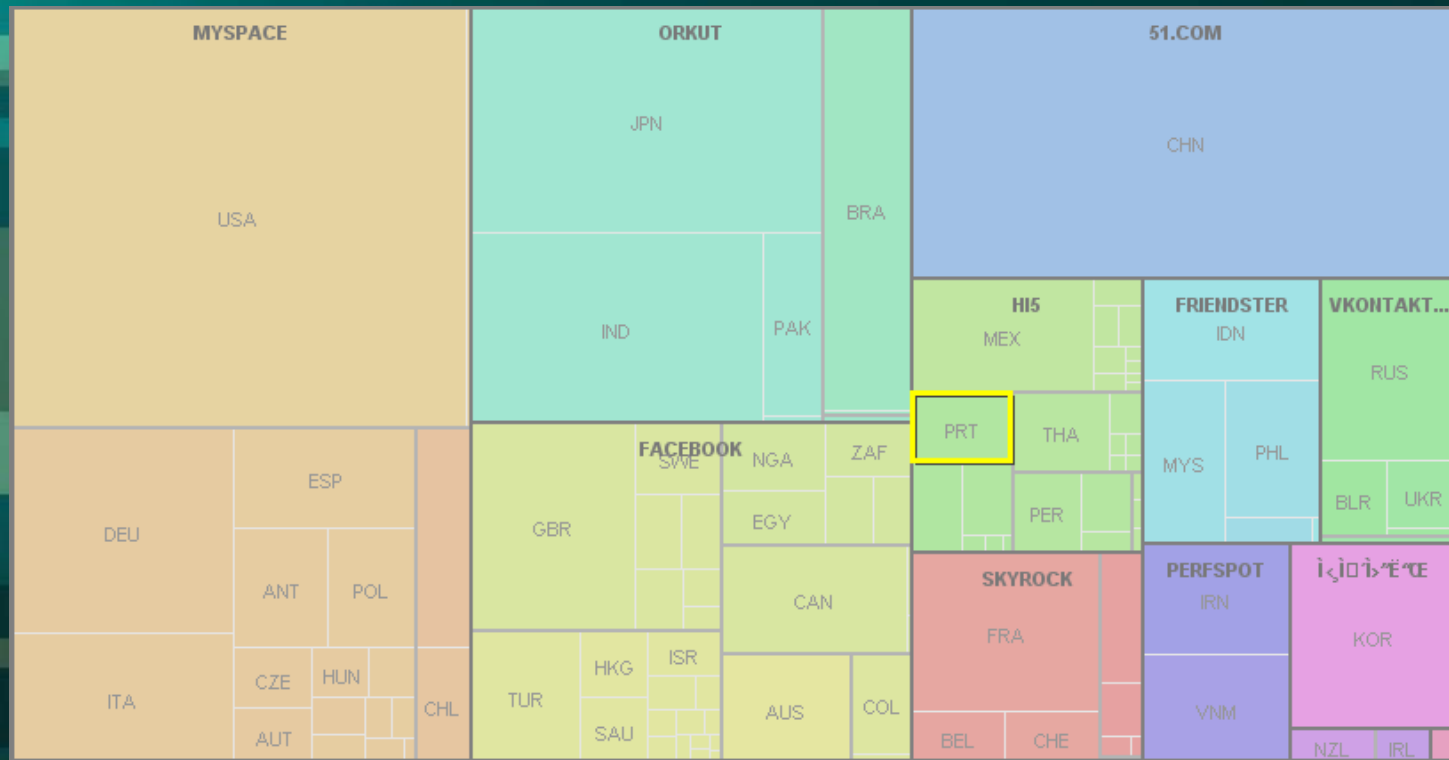 MYSPACE
USA
DEU
ESP
ANT
POL
ITA
CZE
HUN
AUT
CHL
ORKUT
JPN
BRA
IND
PAK
FACEBOOK
SWE
NGA
ZAF
GBR
EGY
CAN
TUR
HKG
ISR
SAU
AUS
COL
51.COM
CHN
HI5
MEX
PRT
THA
PER
FRIENDSTER
IDN
MYS
PHL
VKONTAKT...
RUS
BLR
UKR
SKYROCK
FRA
BEL
CHE
PERFSPOT
IRN
VNM
KOR
NZL
IRL